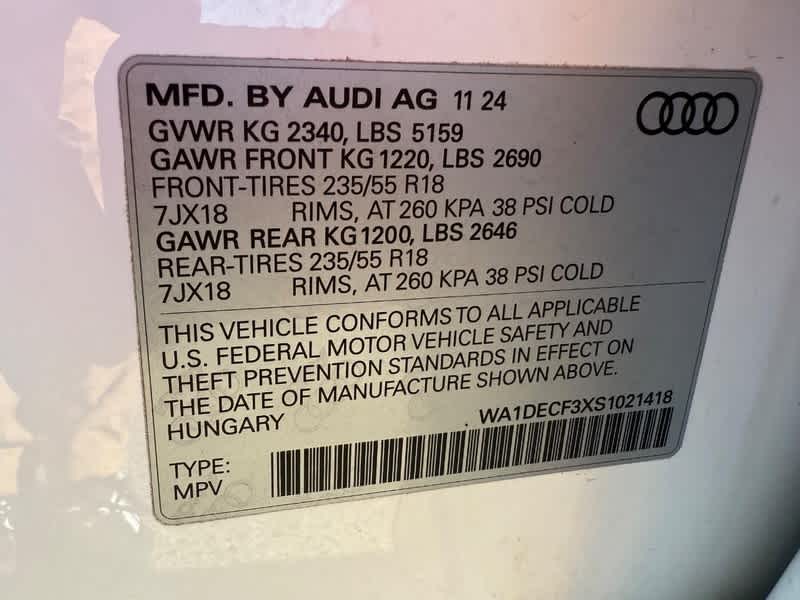 MFD. BY AUDI AG 11 24
GVWR KG 2340, LBS 5159
GAWR FRONT KG 1220, LBS 2690
FRONT-TIRES 235/55 R18
7JX18 RIMS, AT 260 KPA 38 PSI COLD
GAWR REAR KG 1200, LBS 2646
REAR-TIRES 235/55 R18
7JX18 RIMS, AT 260 KPA 38 PSI COLD
THIS VEHICLE CONFORMS TO ALL APPLICABLE
U.S. FEDERAL MOTOR VEHICLE SAFETY AND
THEFT PREVENTION STANDARDS IN EFFECT ON
THE DATE OF MANUFACTURE SHOWN ABOVE.
HUNGARY WA1DECF3XS1021418
TYPE:
MPV